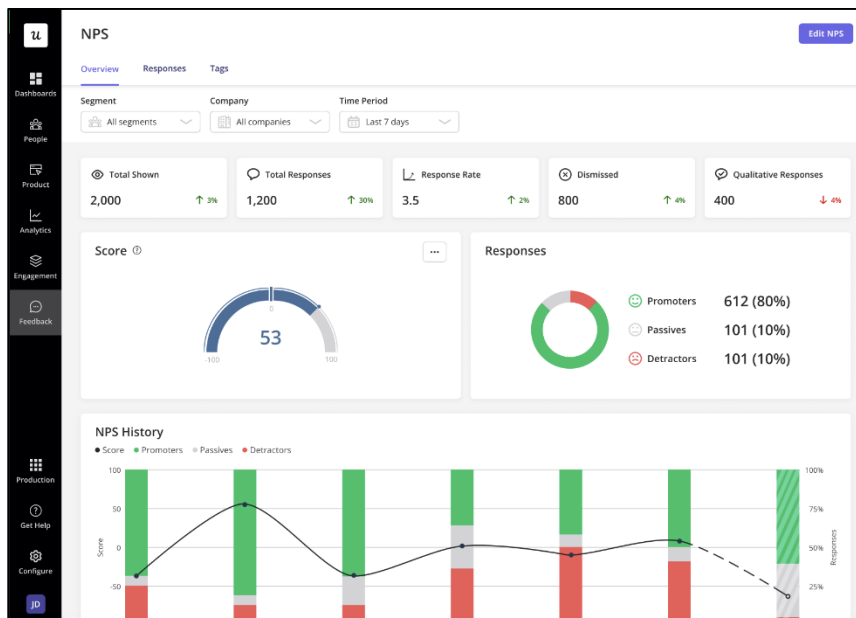 u
NPS
Edit NPS
Overview Responses Tags
Segment Company Time Period
All segments All companies Last 7 days
Dashboards
People
Product
Analytics
Engagement
Feedback
Production
Get Help
Configure
JD
Total Shown
2,000 ↑ 3%
Total Responses
1,200 ↑ 30%
Response Rate
3.5 ↑ 2%
Dismissed
800 ↑ 4%
Qualitative Responses
400 ↓ 4%
Score ?
...
0
53
-100 100
Responses
Promoters 612 (80%)
Passives 101 (10%)
Detractors 101 (10%)
NPS History
Score Promoters Passives Detractors
100
50
0
-50
Score
100%
75%
50%
25%
Responses